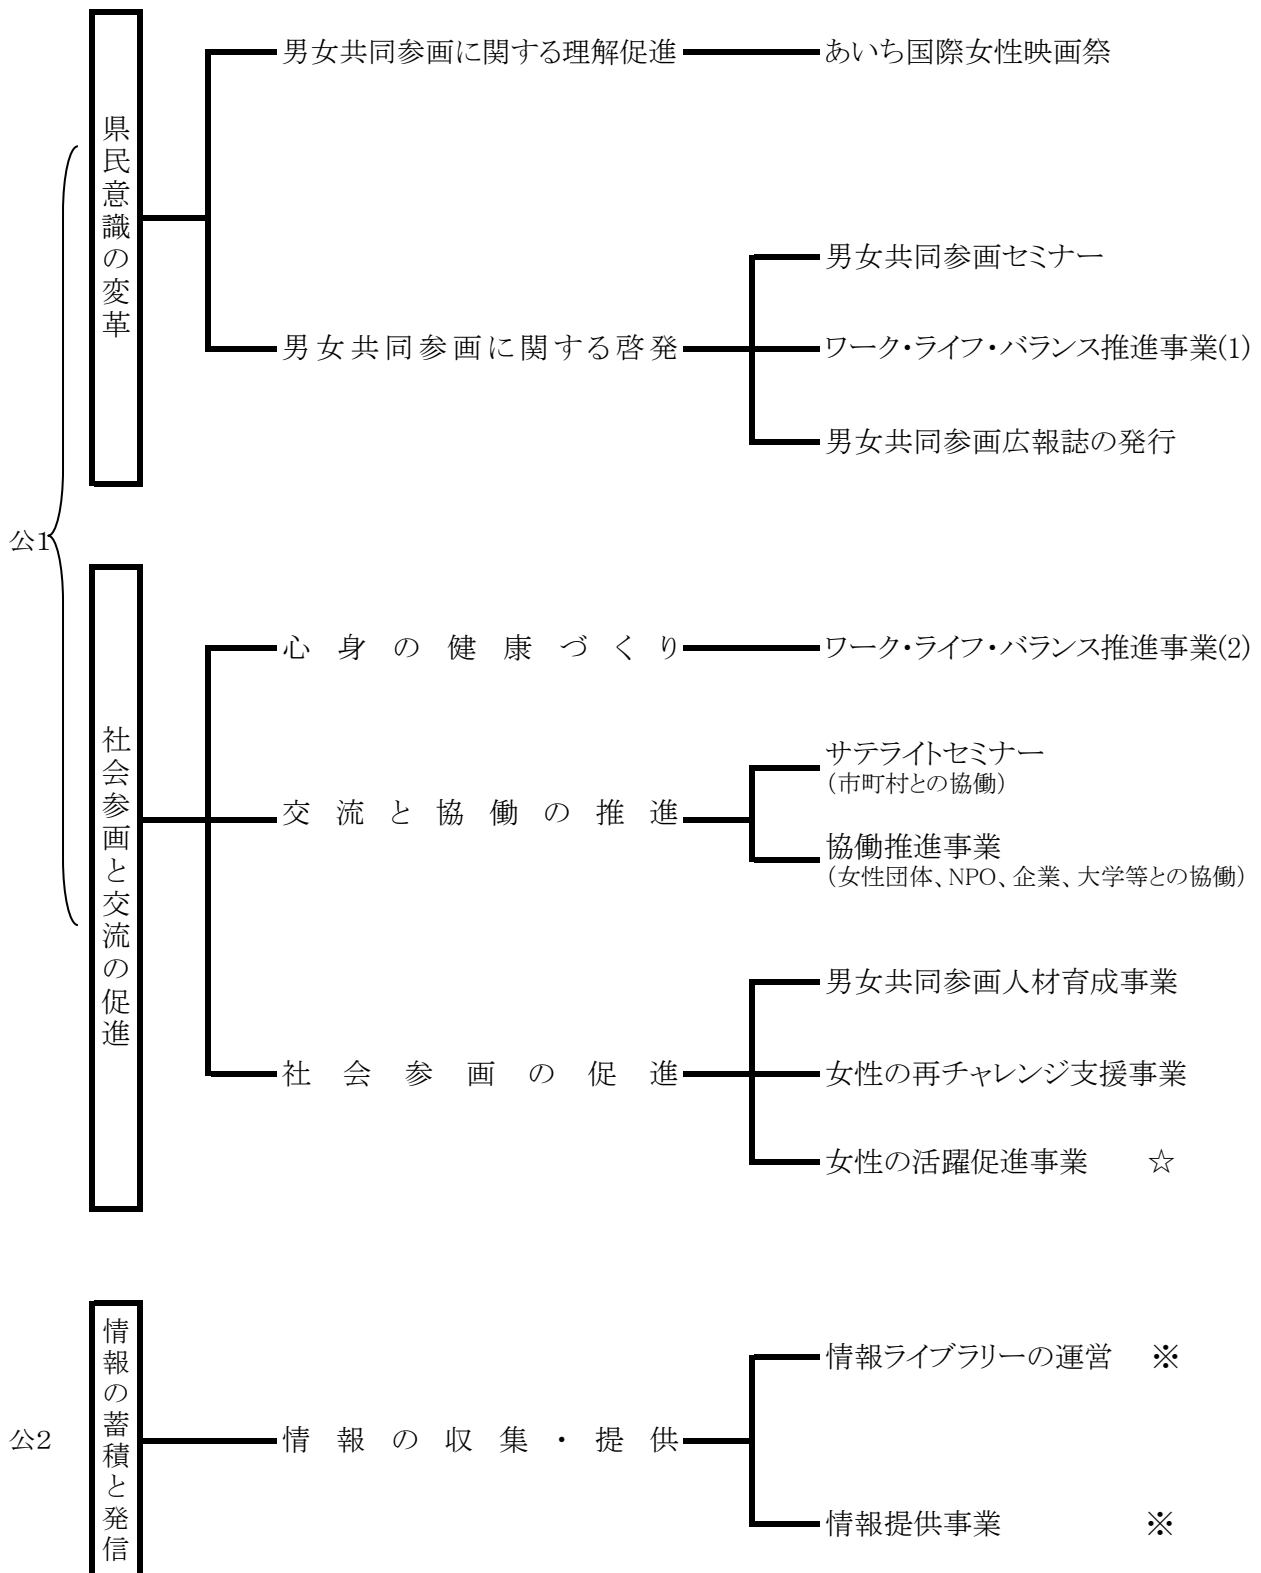 公1
県民意識の変革
男女共同参画に関する理解促進
あいち国際女性映画祭
男女共同参画に関する啓発
男女共同参画セミナー
ワーク・ライフ・バランス推進事業(1)
男女共同参画広報誌の発行
社会参画と交流の促進
心身の健康づくり
ワーク・ライフ・バランス推進事業(2)
交流と協働の推進
サテライトセミナー
（市町村との協働）
協働推進事業
（女性団体、NPO、企業、大学等との協働）
社会参画の促進
男女共同参画人材育成事業
女性の再チャレンジ支援事業
女性の活躍促進事業　☆
公2
情報の蓄積と発信
情報の収集・提供
情報ライブラリーの運営　※
情報提供事業　※